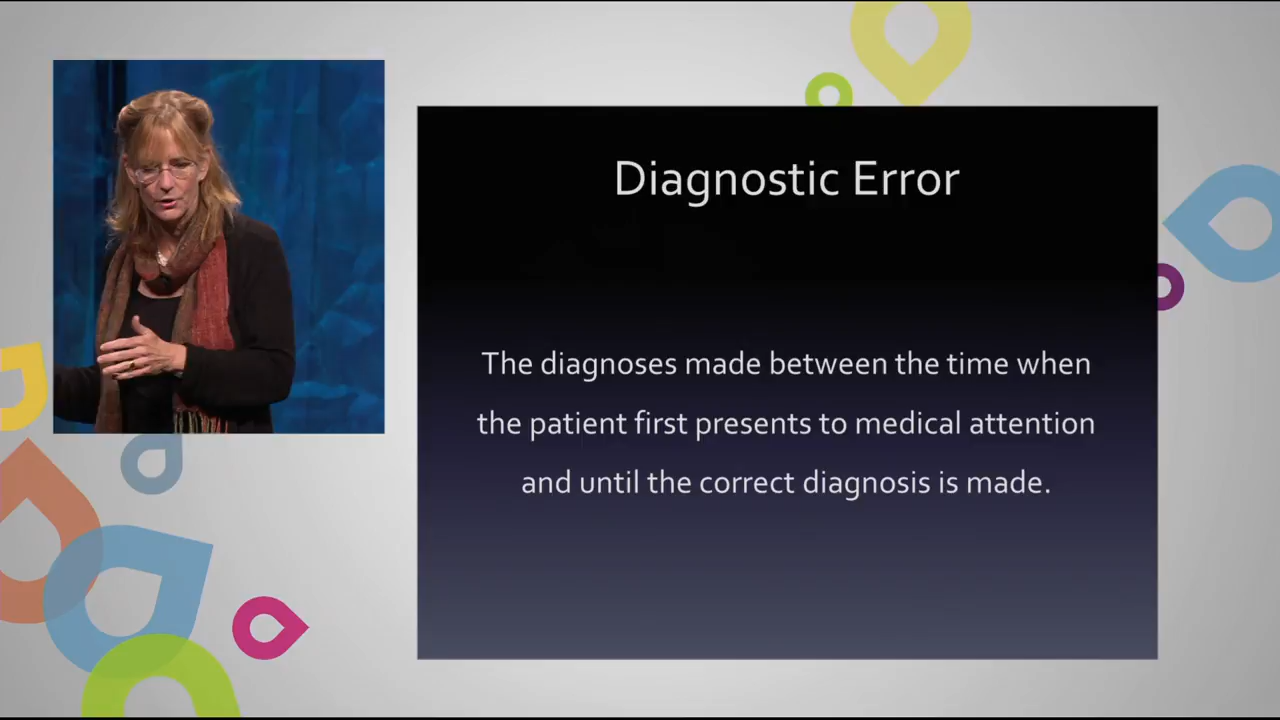 Diagnostic Error
The diagnoses made between the time when
the patient first presents to medical attention
and until the correct diagnosis is made.